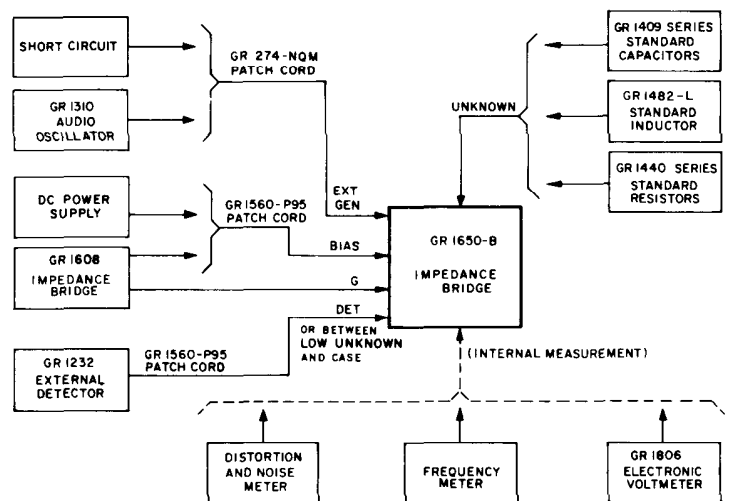 SHORT CIRCUIT
GR 1310
AUDIO
OSCILLATOR
GR 274-NQM
PATCH CORD
UNKNOWN
GR 1409 SERIES
STANDARD
CAPACITORS
GR 1482-L
STANDARD
INDUCTOR
GR 1440 SERIES
STANDARD
RESISTORS
DC POWER
SUPPLY
GR 1608
IMPEDANCE
BRIDGE
GR 1560-P95
PATCH CORD
EXT
GEN
BIAS
G
DET
OR BETWEEN
LOW UNKNOWN
AND CASE
GR 1650-B
IMPEDANCE
BRIDGE
GR 1232
EXTERNAL
DETECTOR
GR 1560-P95
PATCH CORD
(INTERNAL MEASUREMENT)
DISTORTION
AND NOISE
METER
FREQUENCY
METER
GR 1806
ELECTRONIC
VOLTMETER